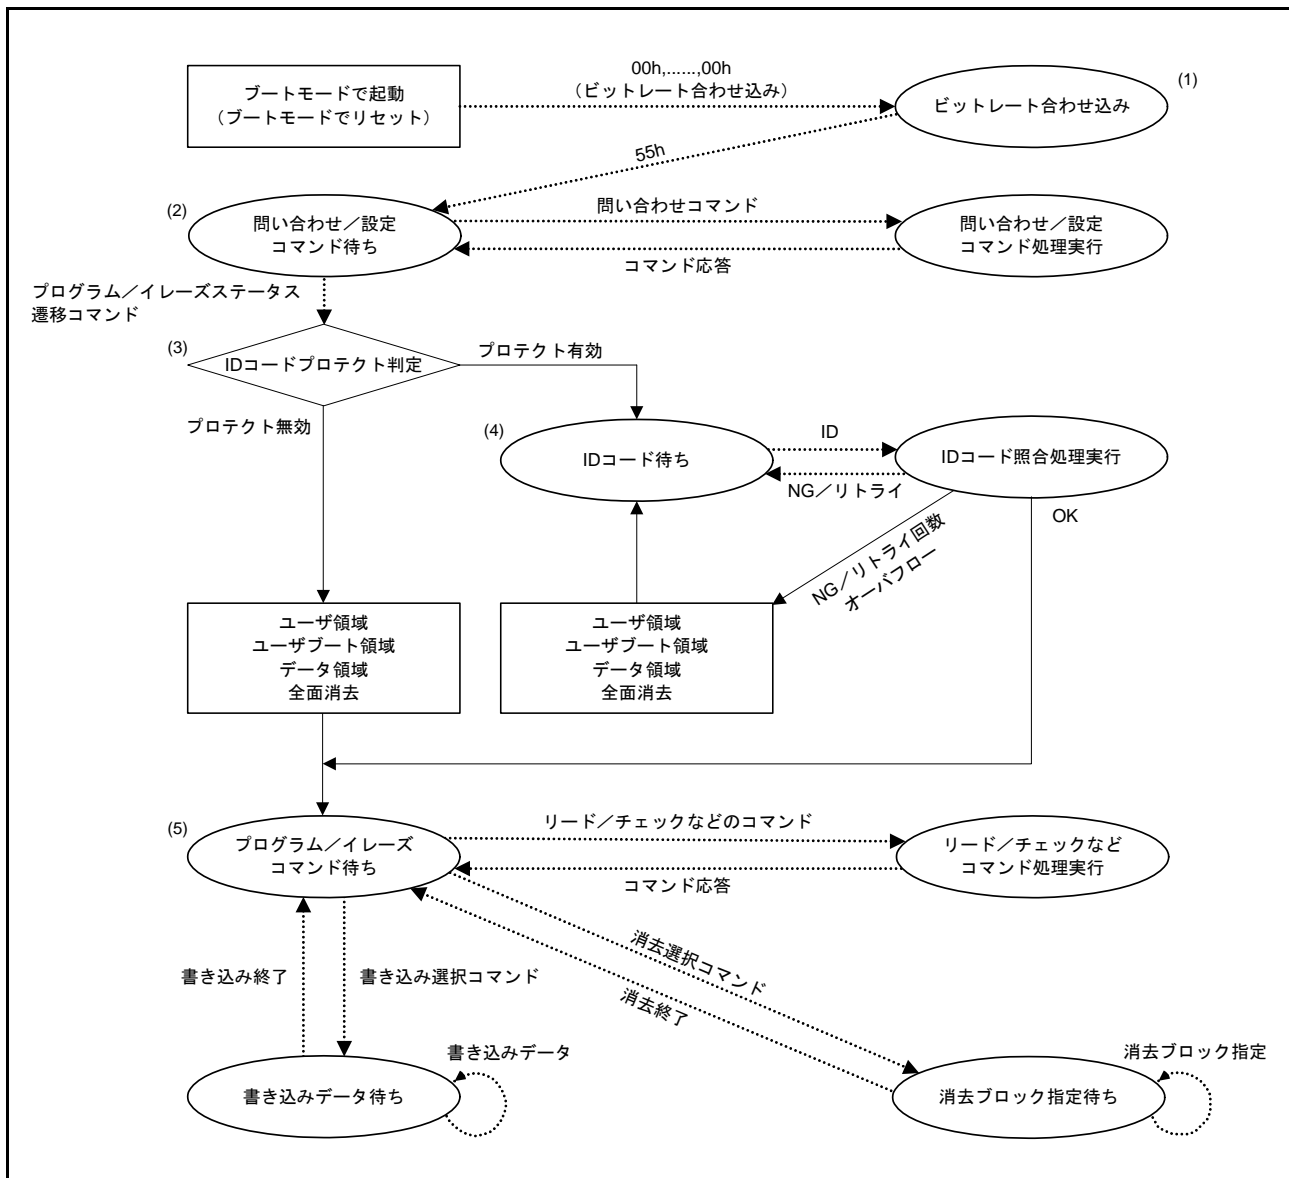 ブートモードで起動
（ブートモードでリセット）
00h,......,00h
（ビットレート合わせ込み）
ビットレート合わせ込み
(1)
55h
(2)
問い合わせ／設定
コマンド待ち
問い合わせコマンド
コマンド応答
問い合わせ／設定
コマンド処理実行
プログラム／イレーズステータス
遷移コマンド
(3)
IDコードプロテクト判定
プロテクト有効
プロテクト無効
(4)
IDコード待ち
ID
NG／リトライ
IDコード照合処理実行
OK
NG／リトライ回数
オーバフロー
ユーザ領域
ユーザブート領域
データ領域
全面消去
ユーザ領域
ユーザブート領域
データ領域
全面消去
(5)
プログラム／イレーズ
コマンド待ち
リード／チェックなどのコマンド
コマンド応答
リード／チェックなど
コマンド処理実行
書き込み終了
書き込み選択コマンド
消去選択コマンド
消去終了
書き込みデータ待ち
書き込みデータ
消去ブロック指定待ち
消去ブロック指定